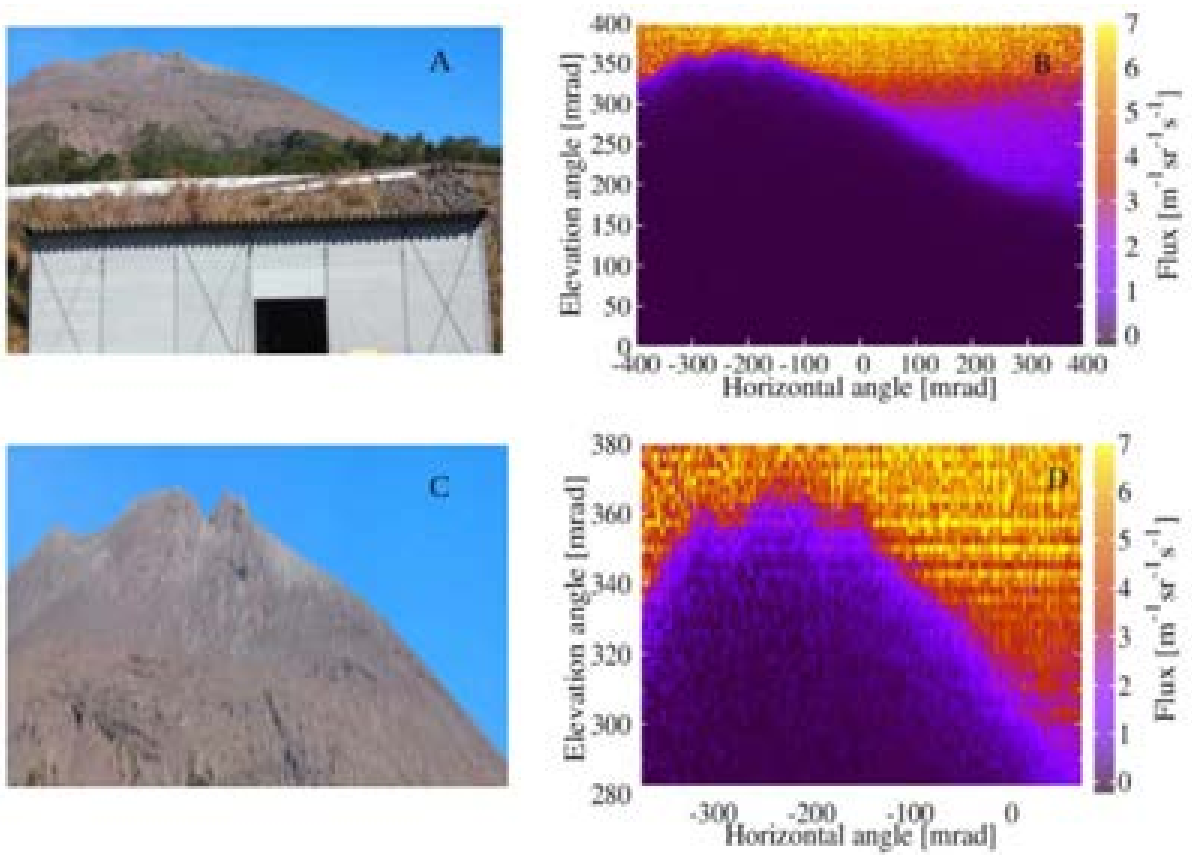 A
B
400
350
300
250
200
150
100
50
0
Elevation angle [mrad]
-400 -300 -200 -100 0 100 200 300 400
Horizontal angle [mrad]
7
6
5
4
3
2
1
0
Flux [m⁻¹sr⁻¹s⁻¹]
C
D
380
360
340
320
300
280
Elevation angle [mrad]
-300 -200 -100 0
Horizontal angle [mrad]
7
6
5
4
3
2
1
0
Flux [m⁻¹sr⁻¹s⁻¹]